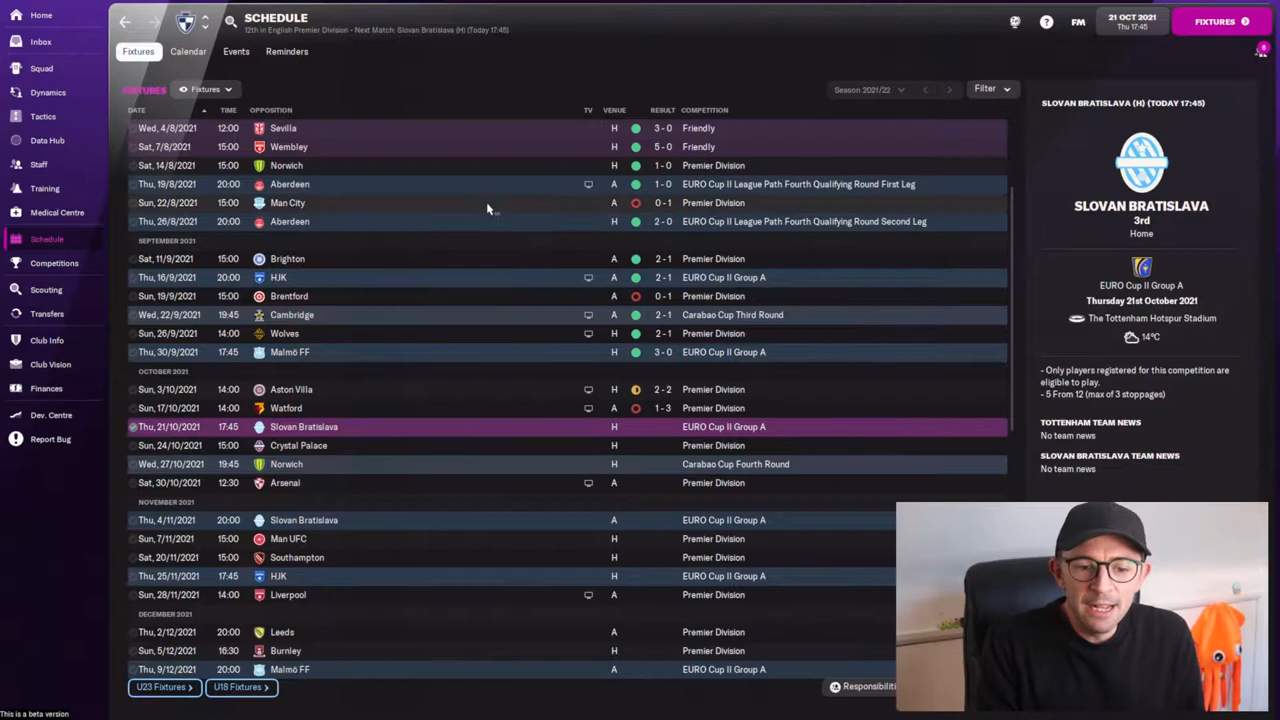 Home
Inbox
Squad
Dynamics
Tactics
Data Hub
Staff
Training
Medical Centre
Schedule
Competitions
Scouting
Transfers
Club Info
Club Vision
Finances
Dev. Centre
Report Bug
This is a beta version
SCHEDULE
12th in English Premier Division - Next Match: Slovan Bratislava (H) (Today 17:45)
? FM 21 OCT 2021 Thu 17:45 FIXTURES
6
Fixtures Calendar Events Reminders
FIXTURES Fixtures Season 2021/22 Filter
DATE TIME OPPOSITION TV VENUE RESULT COMPETITION
Wed, 4/8/2021 12:00 Sevilla H 3 - 0 Friendly
Sat, 7/8/2021 15:00 Wembley H 5 - 0 Friendly
Sat, 14/8/2021 15:00 Norwich H 1 - 0 Premier Division
Thu, 19/8/2021 20:00 Aberdeen A 1 - 0 EURO Cup II League Path Fourth Qualifying Round First Leg
Sun, 22/8/2021 15:00 Man City A 0 - 1 Premier Division
Thu, 26/8/2021 20:00 Aberdeen H 2 - 0 EURO Cup II League Path Fourth Qualifying Round Second Leg
SEPTEMBER 2021
Sat, 11/9/2021 15:00 Brighton A 2 - 1 Premier Division
Thu, 16/9/2021 20:00 HJK A 2 - 1 EURO Cup II Group A
Sun, 19/9/2021 15:00 Brentford A 0 - 1 Premier Division
Wed, 22/9/2021 19:45 Cambridge A 2 - 1 Carabao Cup Third Round
Sun, 26/9/2021 14:00 Wolves H 2 - 1 Premier Division
Thu, 30/9/2021 17:45 Malmö FF H 3 - 0 EURO Cup II Group A
OCTOBER 2021
Sun, 3/10/2021 14:00 Aston Villa H 2 - 2 Premier Division
Sun, 17/10/2021 14:00 Watford A 1 - 3 Premier Division
Thu, 21/10/2021 17:45 Slovan Bratislava H EURO Cup II Group A
Sun, 24/10/2021 15:00 Crystal Palace H Premier Division
Wed, 27/10/2021 19:45 Norwich H Carabao Cup Fourth Round
Sat, 30/10/2021 12:30 Arsenal A Premier Division
NOVEMBER 2021
Thu, 4/11/2021 20:00 Slovan Bratislava A EURO Cup II Group A
Sun, 7/11/2021 15:00 Man UFC H Premier Division
Sat, 20/11/2021 15:00 Southampton H Premier Division
Thu, 25/11/2021 17:45 HJK H EURO Cup II Group A
Sun, 28/11/2021 14:00 Liverpool A Premier Division
DECEMBER 2021
Thu, 2/12/2021 20:00 Leeds A Premier Division
Sun, 5/12/2021 16:30 Burnley H Premier Division
Thu, 9/12/2021 20:00 Malmö FF A EURO Cup II Group A
U23 Fixtures U18 Fixtures Responsibiliti
SLOVAN BRATISLAVA (H) (TODAY 17:45)
SLOVAN BRATISLAVA
3rd
Home
EURO Cup II Group A
Thursday 21st October 2021
The Tottenham Hotspur Stadium
14°C
- Only players registered for this competition are
eligible to play.
- 5 From 12 (max of 3 stoppages)
TOTTENHAM TEAM NEWS
No team news
SLOVAN BRATISLAVA TEAM NEWS
No team news